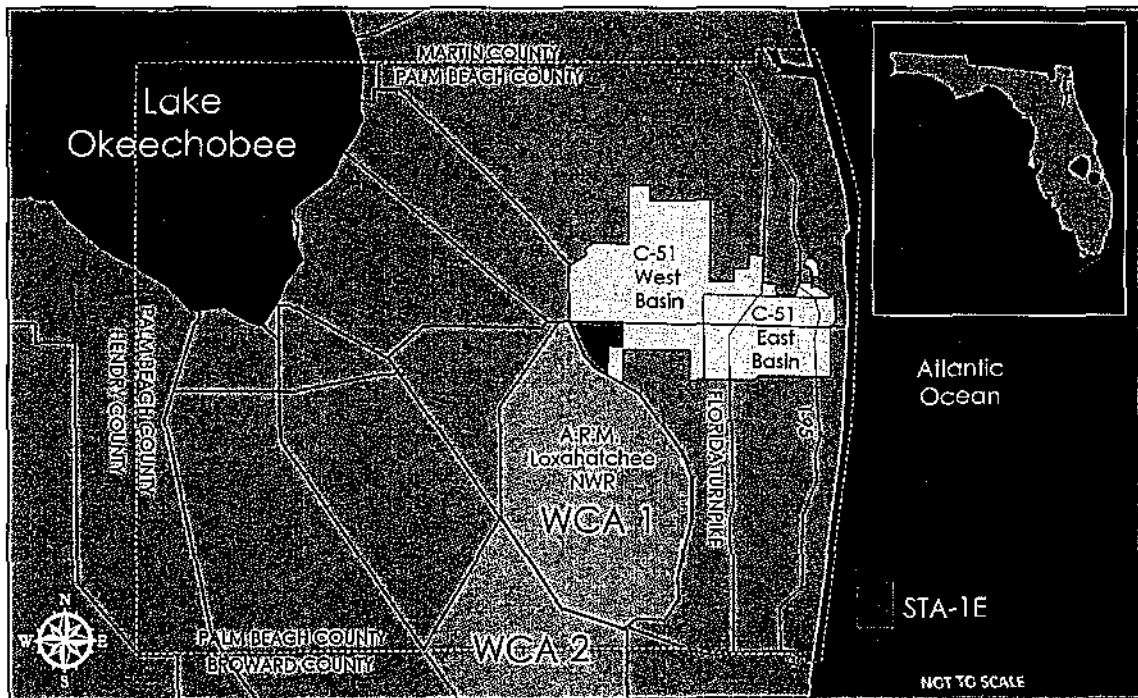 MARTIN COUNTY
PALM BEACH COUNTY
Lake
Okeechobee
C-51
West
Basin
C-51
East
Basin
Atlantic
Ocean
PALM BEACH COUNTY
HENDRY COUNTY
FLORIDA TURNPIKE
I-95
A.R.M.
Loxahatchee
NWR
WCA 1
STA-1E
N
W E
S
PALM BEACH COUNTY
BROWARD COUNTY
WCA 2
NOT TO SCALE